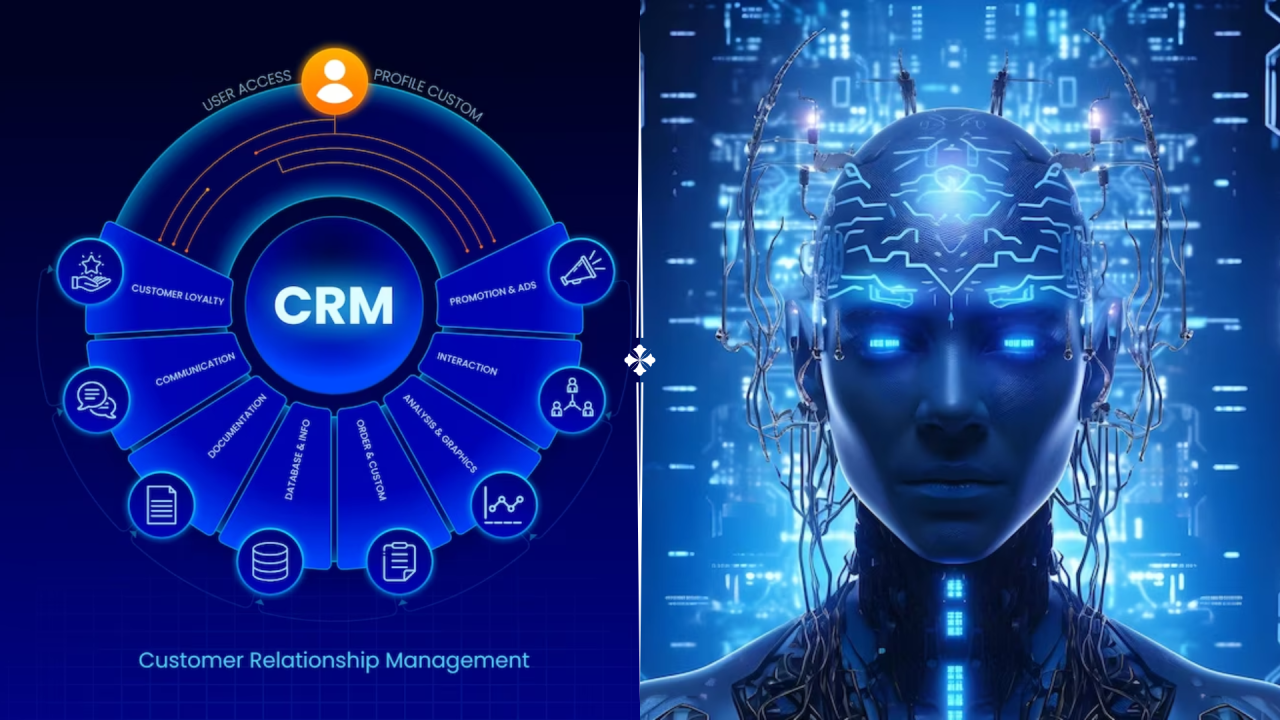 USER ACCESS
PROFILE CUSTOM
CRM
CUSTOMER LOYALTY
PROMOTION & ADS
COMMUNICATION
INTERACTION
DOCUMENTATION
ANALYSIS & GRAPHICS
DATABASE & INFO
ORDER & CUSTOM
Customer Relationship Management